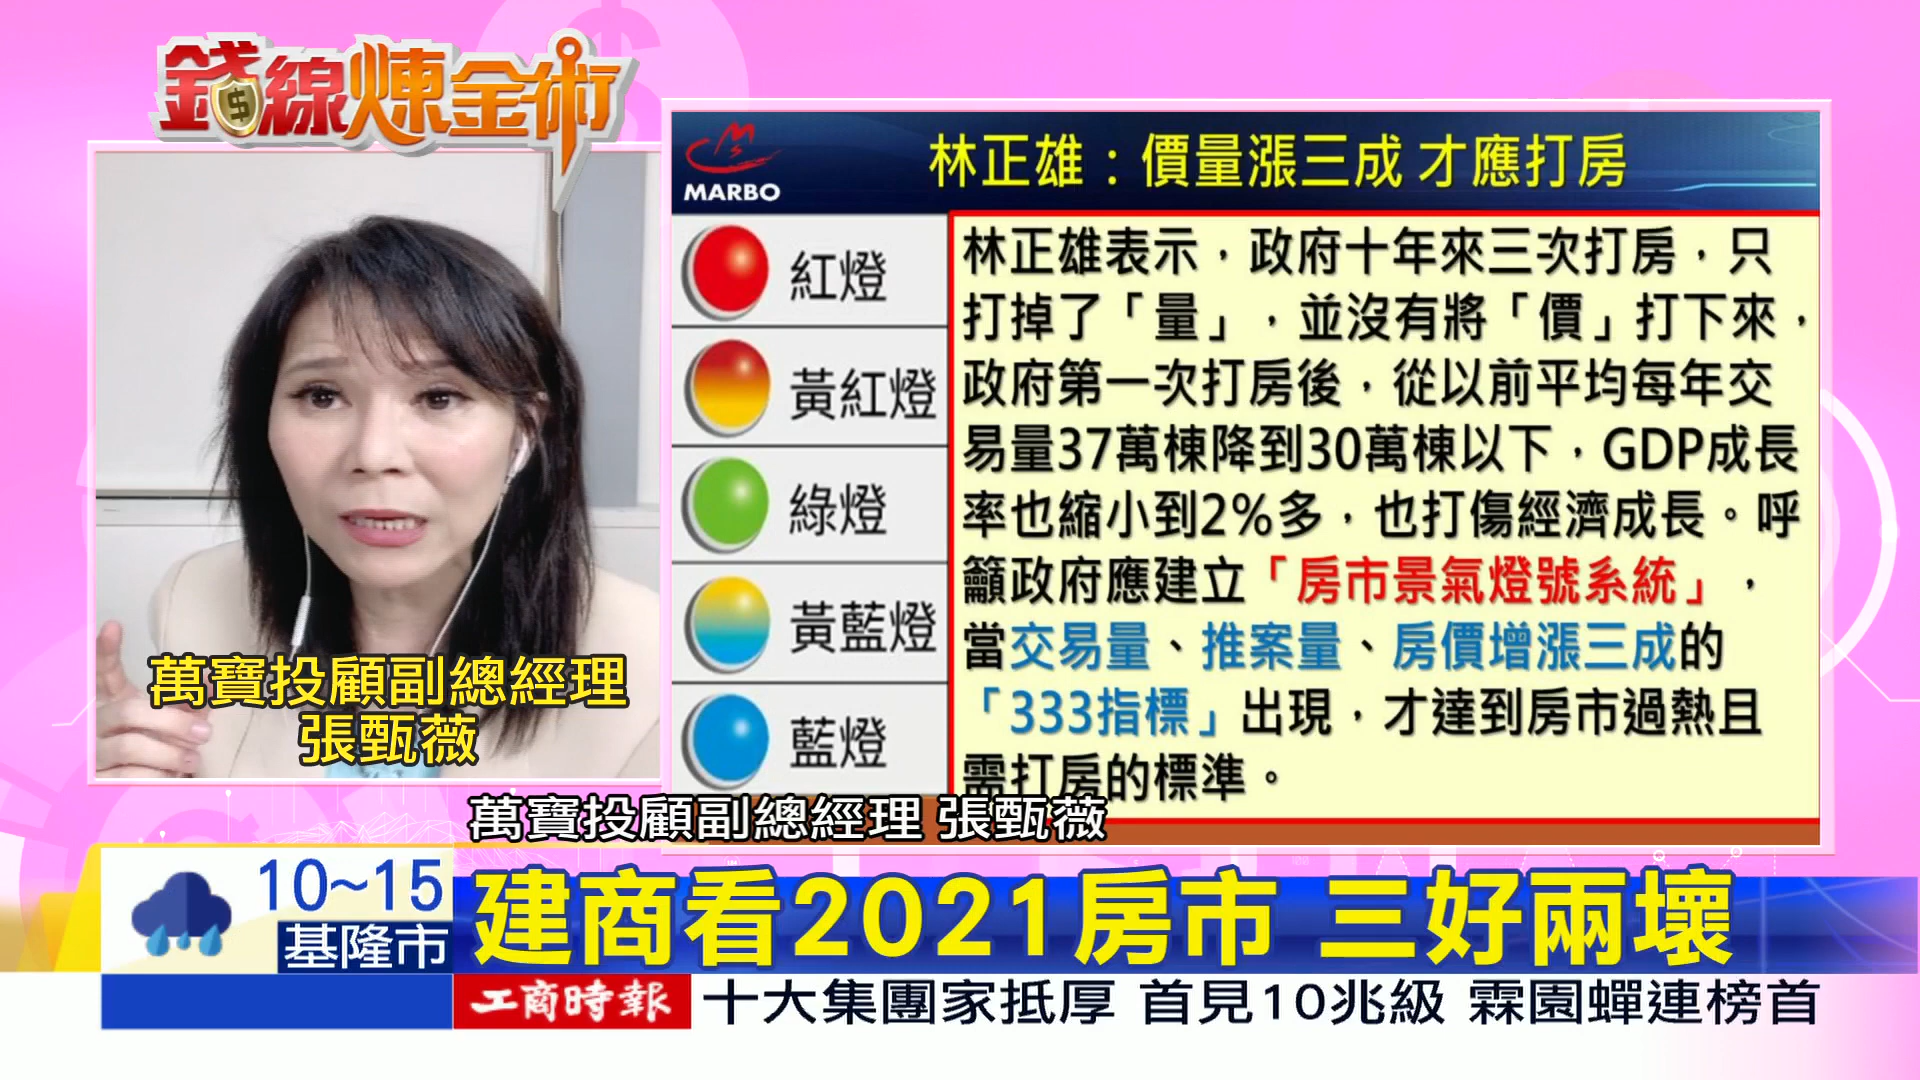 錢線煉金術
MARBO
林正雄：價量漲三成 才應打房
紅燈
黃紅燈
綠燈
黃藍燈
藍燈
林正雄表示，政府十年來三次打房，只
打掉了「量」，並沒有將「價」打下來，
政府第一次打房後，從以前平均每年交
易量37萬棟降到30萬棟以下，GDP成長
率也縮小到2%多，也打傷經濟成長。呼
籲政府應建立「房市景氣燈號系統」，
當交易量、推案量、房價增漲三成的
「333指標」出現，才達到房市過熱且
需打房的標準。
萬寶投顧副總經理
張甄薇
萬寶投顧副總經理 張甄薇
10~15
基隆市
建商看2021房市 三好兩壞
工商時報
十大集團家抵厚 首見10兆級 霖園蟬連榜首